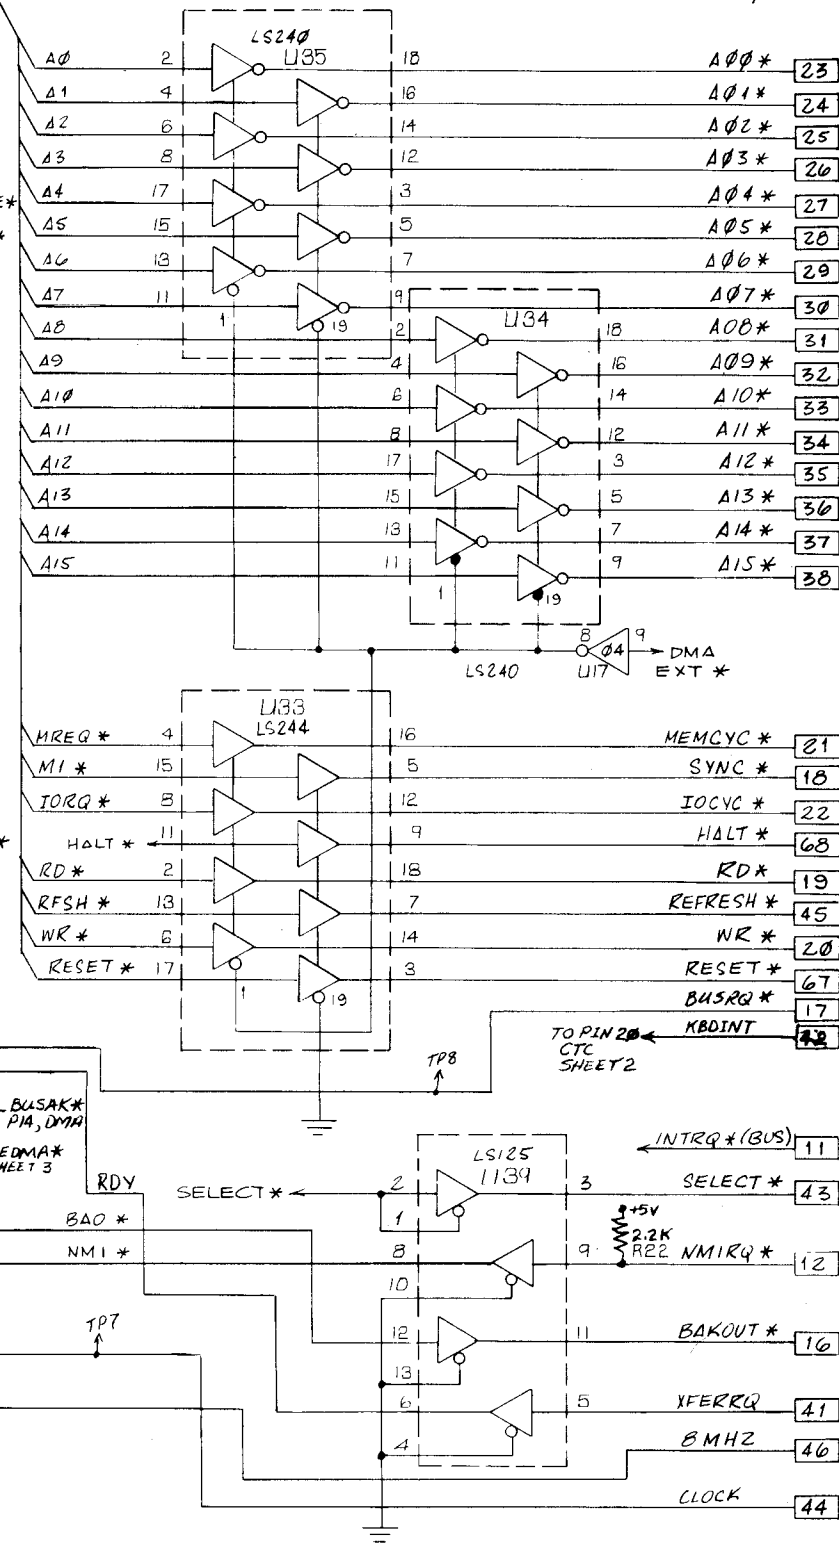 LS240
U35
A0 2 18 A00* 23
A1 4 16 A01* 24
A2 6 14 A02* 25
A3 8 12 A03* 26
A4 17 3 A04* 27
E*
A5 15 5 A05* 28
*
A6 13 7 A06* 29
A7 11 9 A07* 30
1 19
U34
A8 2 18 A08* 31
A9 4 16 A09* 32
A10 6 14 A10* 33
A11 8 12 A11* 34
A12 17 3 A12* 35
A13 15 5 A13* 36
A14 13 7 A14* 37
A15 11 9 A15* 38
1 19
8 04 9 DMA
LS240 U17 EXT*
U33
LS244
MREQ* 4 16 MEMCYC* 21
M1* 15 5 SYNC* 18
IORQ* 8 12 IOCYC* 22
* HALT* 11 9 HALT* 68
RD* 2 18 RD* 19
RFSH* 13 7 REFRESH* 45
WR* 6 14 WR* 20
RESET* 17 3 RESET* 67
1 19
BUSRQ* 17
TO PIN 20 KBDINT
CTC
SHEET 2
TP8
BUSAK*
PIA, DMA
EDMA*
HEET 3
INTRQ*(BUS) 11
LS125
U39
RDY
SELECT* 2 3 SELECT* 43
1
+5V
2.2K
R22
BAO*
NMI* 8 9 NMIRQ* 12
10
TP7
12 11 BAKOUT* 16
13
6 5 XFERRQ 41
4
8MHZ 46
CLOCK 44